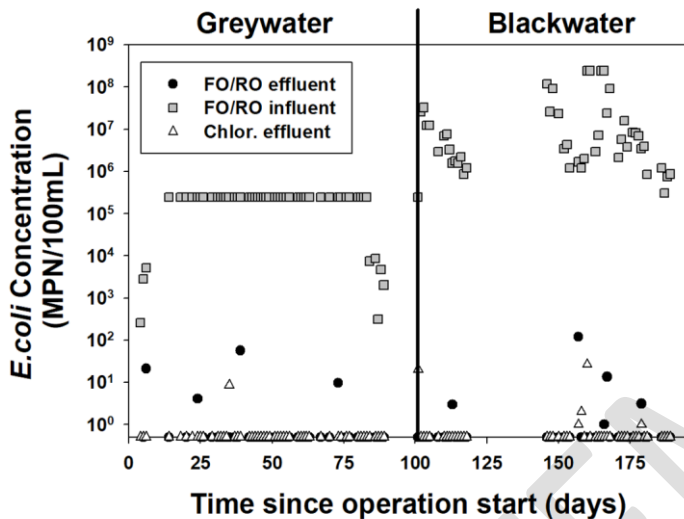 Greywater Blackwater
10⁹
10⁸
10⁷
10⁶
10⁵
10⁴
10³
10²
10¹
10⁰
FO/RO effluent
FO/RO influent
Chlor. effluent
E.coli Concentration
(MPN/100mL)
0 25 50 75 100 125 150 175
Time since operation start (days)